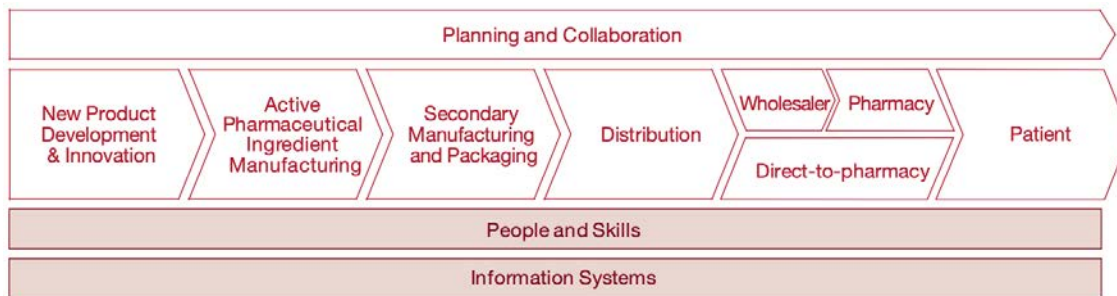 Planning and Collaboration
New Product
Development
& Innovation
Active
Pharmaceutical
Ingredient
Manufacturing
Secondary
Manufacturing
and Packaging
Distribution
Wholesaler
Pharmacy
Direct-to-pharmacy
Patient
People and Skills
Information Systems